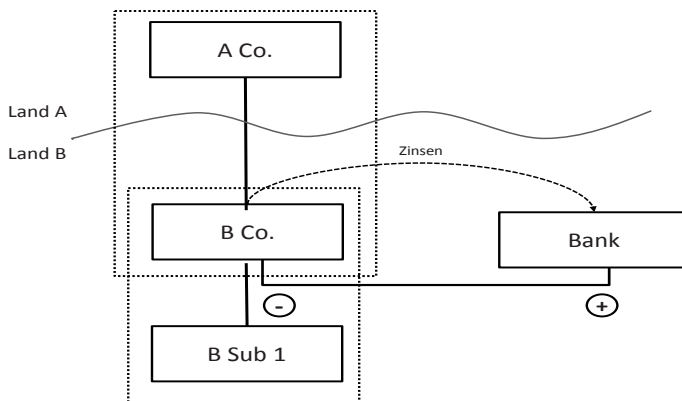 A Co.
Land A
Land B
Zinsen
B Co.
Bank
-
+
B Sub 1